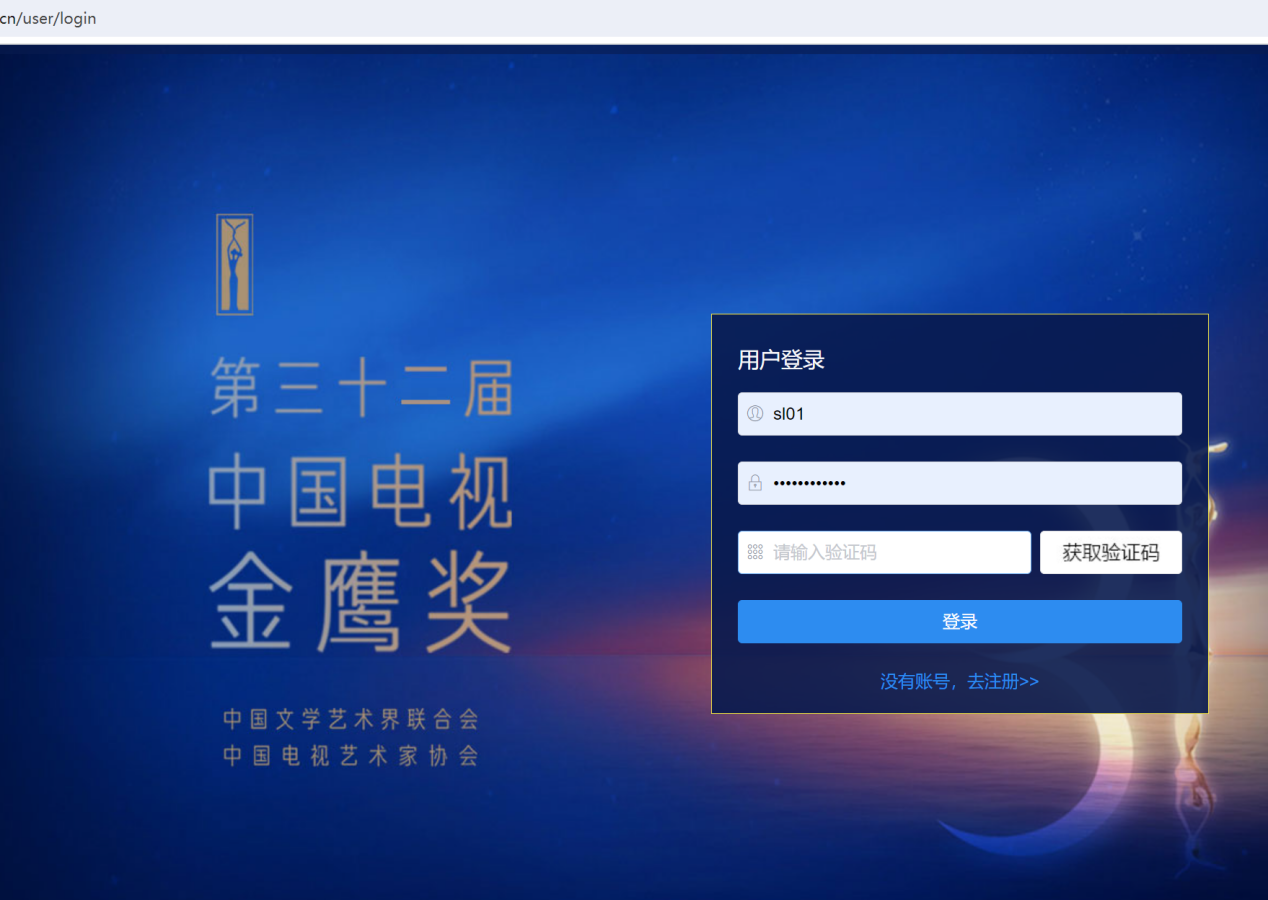 cn/user/login
第三十二届
中国电视
金鹰奖
中国文学艺术界联合会
中国电视艺术家协会
用户登录
sl01
••••••••••••
请输入验证码
获取验证码
登录
没有账号，去注册>>